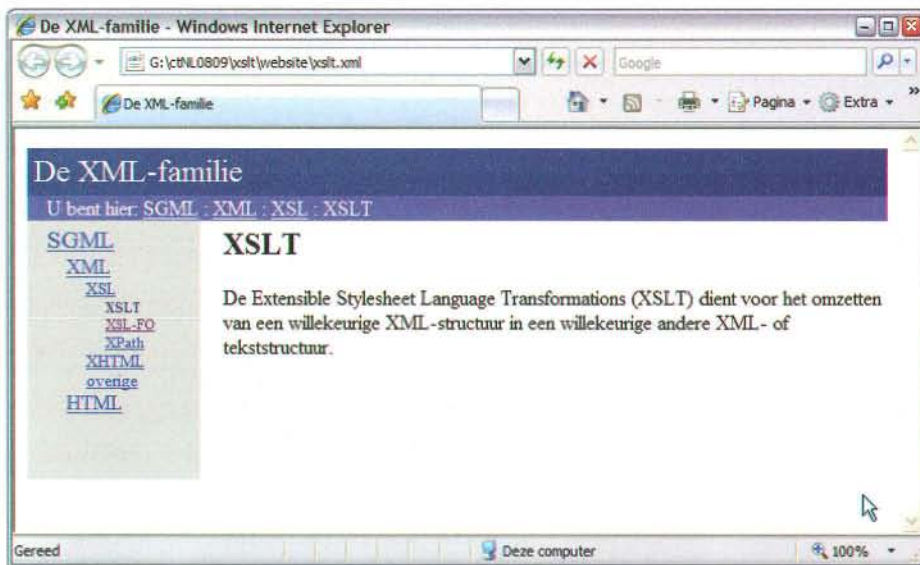 De XML-familie - Windows Internet Explorer
G:\ctNL0809\xslt\website\xslt.xml
Google
De XML-familie
Pagina
Extra
»
De XML-familie
U bent hier: SGML : XML : XSL : XSLT
SGML
XML
XSL
XSLT
XSL-FO
XPath
XHTML
overige
HTML
XSLT
De Extensible Stylesheet Language Transformations (XSLT) dient voor het omzetten
van een willekeurige XML-structuur in een willekeurige andere XML- of
tekststructuur.
Gereed
Deze computer
100%